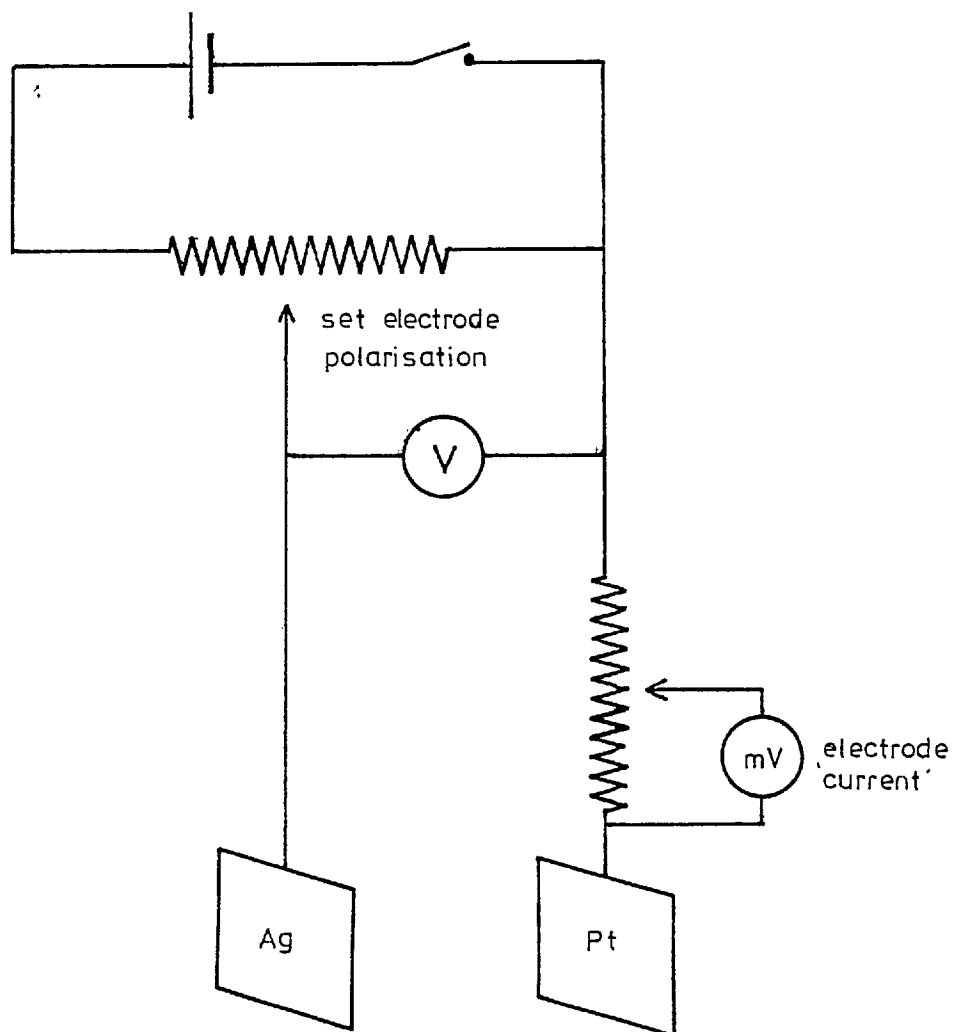 set electrode
polarisation
V
mV
electrode
current
Ag
Pt